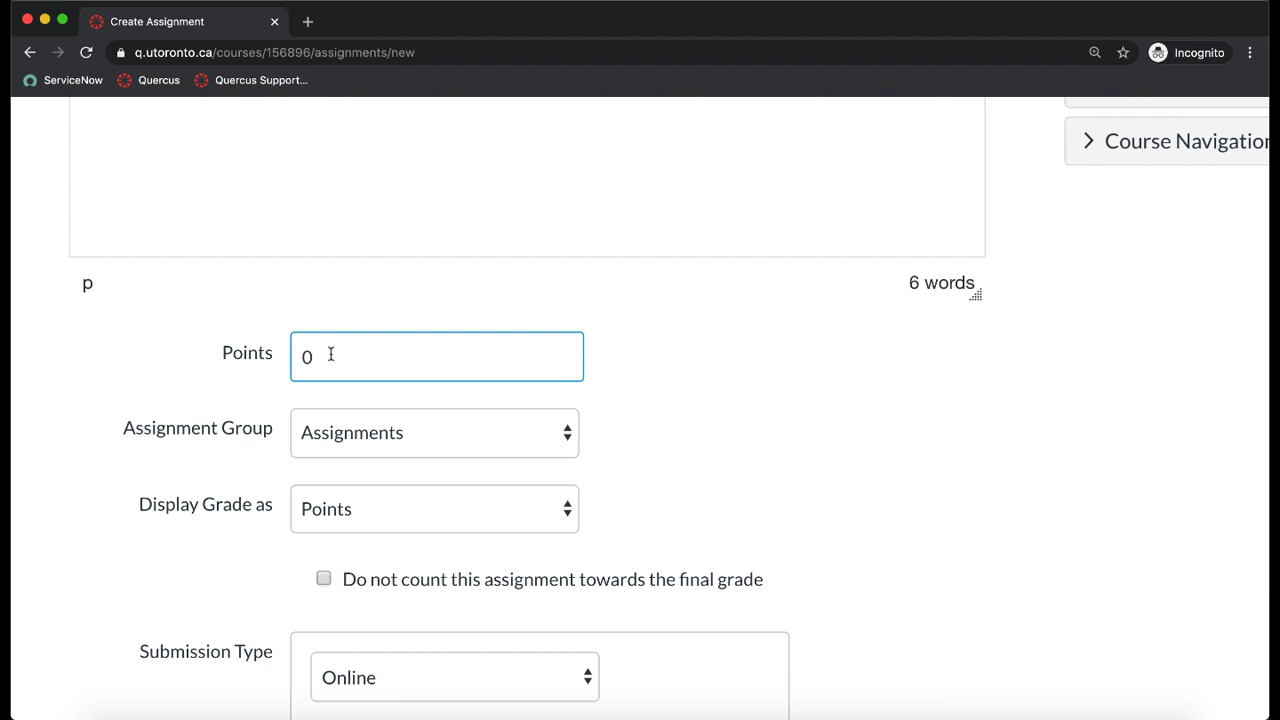 Create Assignment
q.utoronto.ca/courses/156896/assignments/new
Incognito
ServiceNow Quercus Quercus Support...
Course Navigation
p 6 words
Points 0
Assignment Group Assignments
Display Grade as Points
Do not count this assignment towards the final grade
Submission Type
Online